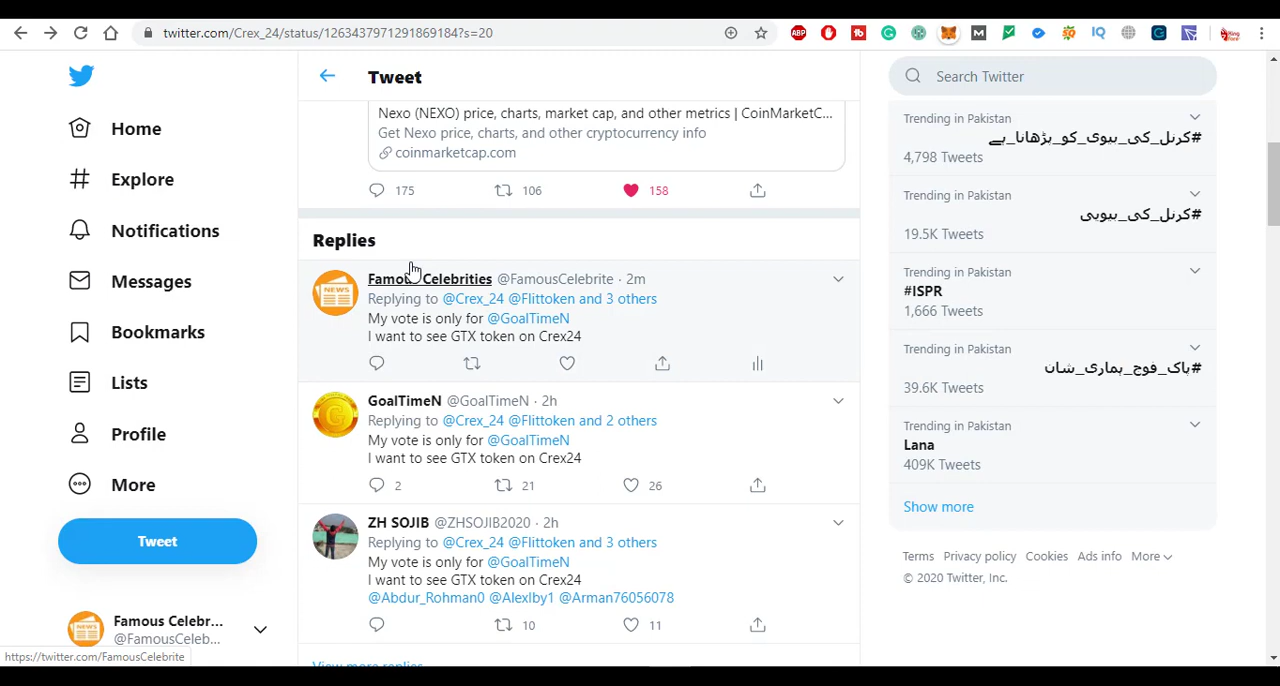 twitter.com/Crex_24/status/1263437971291869184?s=20
ABP
Home
Explore
Notifications
Messages
Bookmarks
Lists
Profile
More
Tweet
Famous Celebr...
@FamousCeleb...
https://twitter.com/FamousCelebrite
Tweet
Nexo (NEXO) price, charts, market cap, and other metrics | CoinMarketC...
Get Nexo price, charts, and other cryptocurrency info
coinmarketcap.com
175 106 158
Replies
Famous Celebrities @FamousCelebrite · 2m
Replying to @Crex_24 @Flittoken and 3 others
My vote is only for @GoalTimeN
I want to see GTX token on Crex24
GoalTimeN @GoalTimeN · 2h
Replying to @Crex_24 @Flittoken and 2 others
My vote is only for @GoalTimeN
I want to see GTX token on Crex24
2 21 26
ZH SOJIB @ZHSOJIB2020 · 2h
Replying to @Crex_24 @Flittoken and 3 others
My vote is only for @GoalTimeN
I want to see GTX token on Crex24
@Abdur_Rohman0 @AlexIby1 @Arman76056078
10 11
View more replies
Search Twitter
Trending in Pakistan
#کرنل_کی_بیوی_کو_پڑھانا_ہے
4,798 Tweets
Trending in Pakistan
#کرنل_کی_بیوی
19.5K Tweets
Trending in Pakistan
#ISPR
1,666 Tweets
Trending in Pakistan
#پاک_فوج_ہماری_شان
39.6K Tweets
Trending in Pakistan
Lana
409K Tweets
Show more
Terms Privacy policy Cookies Ads info More
© 2020 Twitter, Inc.